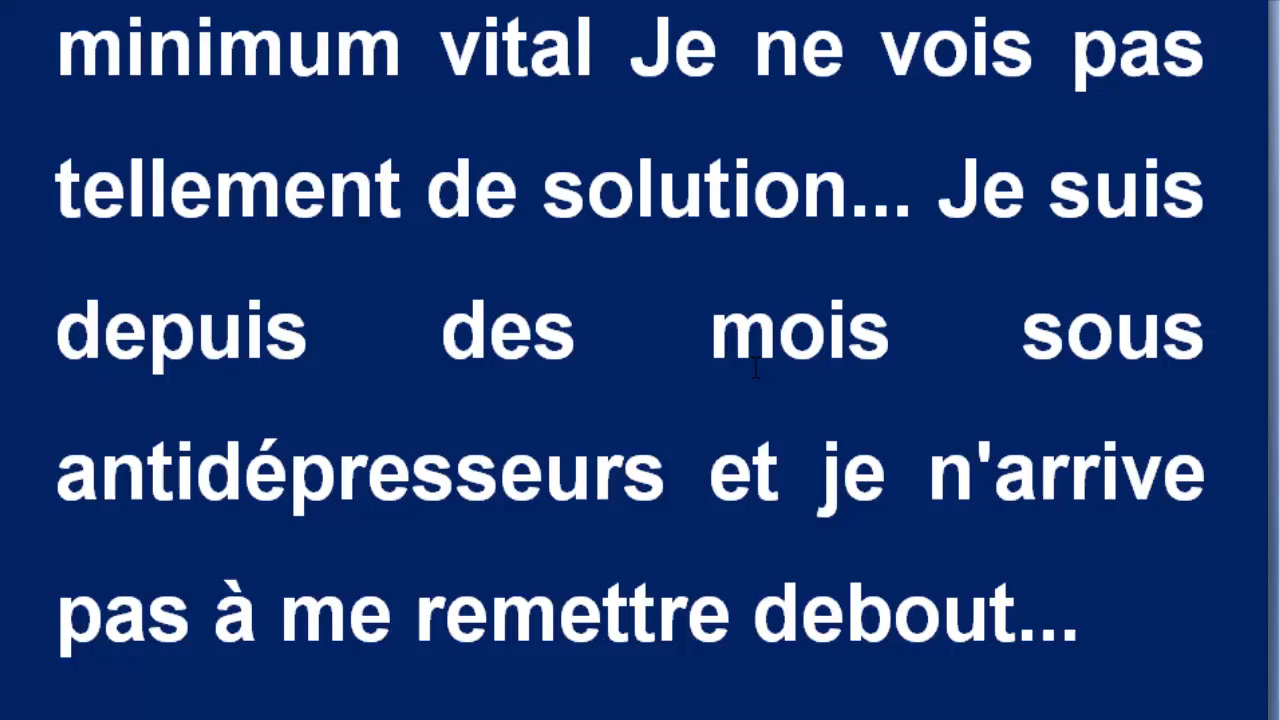 minimum vital Je ne vois pas
tellement de solution... Je suis
depuis des mois sous
antidépresseurs et je n'arrive
pas à me remettre debout...